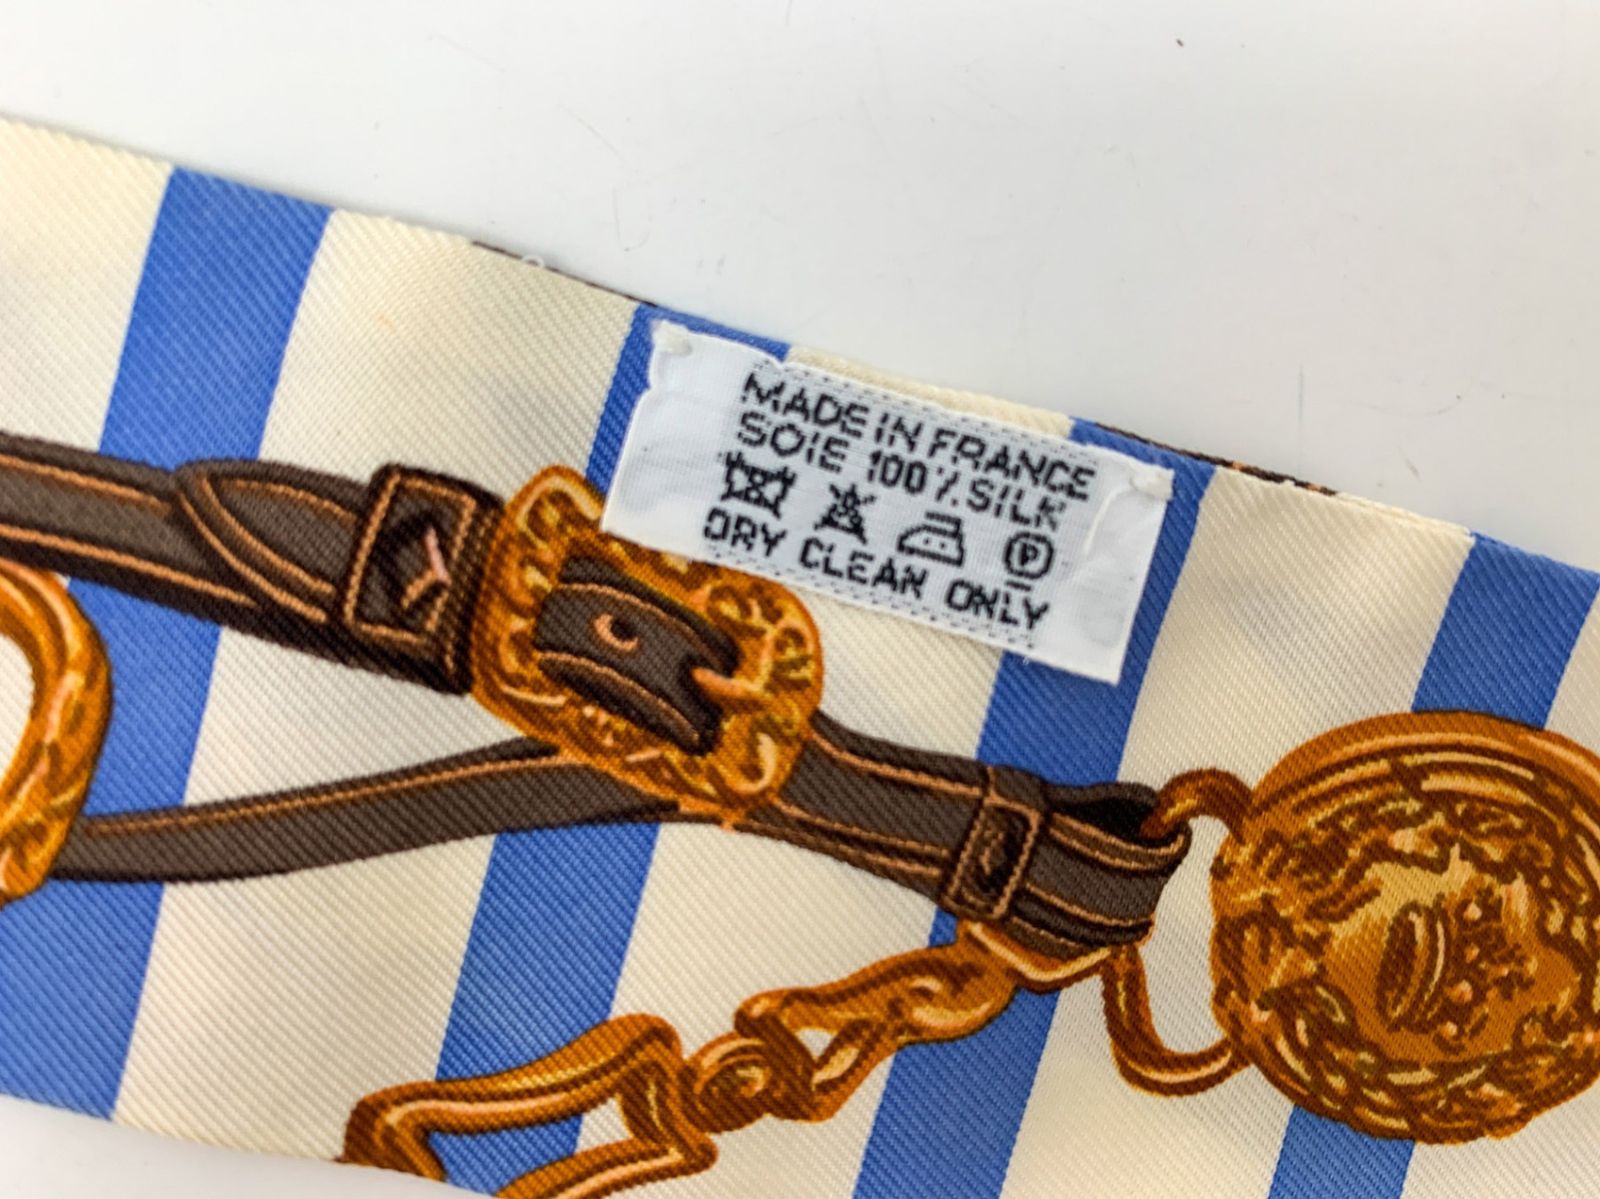 MADE IN FRANCE
SOIE 100% SILK
P
DRY CLEAN ONLY